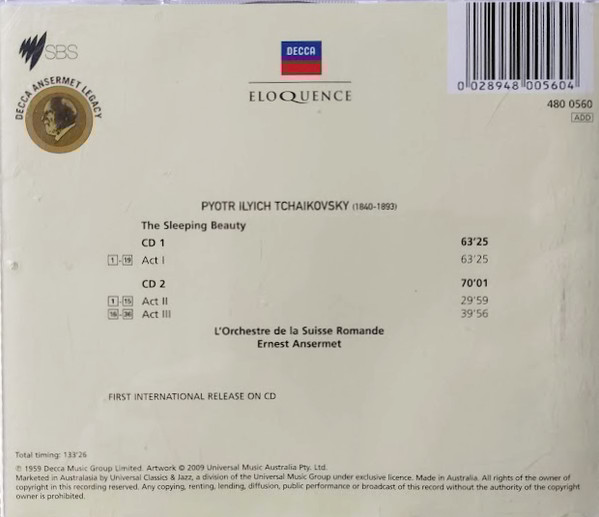 SBS
DECCA
DECCA ANSERMET LEGACY
ELOQUENCE
0 028948 005604
480 0560
ADD
PYOTR ILYICH TCHAIKOVSKY (1840-1893)
The Sleeping Beauty
CD 1 63'25
1-19 Act I 63'25
CD 2 70'01
1-15 Act II 29'59
16-36 Act III 39'56
L'Orchestre de la Suisse Romande
Ernest Ansermet
FIRST INTERNATIONAL RELEASE ON CD
Total timing: 133'26
℗ 1959 Decca Music Group Limited. Artwork © 2009 Universal Music Australia Pty. Ltd.
Marketed in Australasia by Universal Classics & Jazz, a division of the Universal Music Group under exclusive licence. Made in Australia. All rights of the owner of
copyright in this recording reserved. Any copying, renting, lending, diffusion, public performance or broadcast of this record without the authority of the copyright
owner is prohibited.